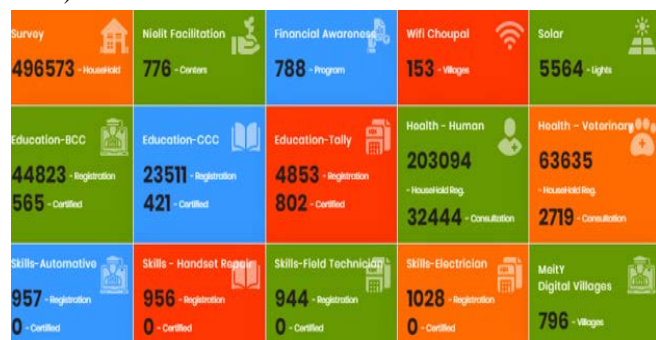 Survey
496573 - HouseHold
Nielit Facilitation
776 - Centers
Financial Awareness
788 - Program
Wifi Choupal
153 - Villages
Solar
5564 - Lights
Education-BCC
44823 - Registration
565 - Certified
Education-CCC
23511 - Registration
421 - Certified
Education-Tally
4853 - Registration
802 - Certified
Health - Human
203094
- HouseHold Reg.
32444 - Consultation
Health - Veterinary
63635
- HouseHold Reg.
2719 - Consultation
Skills-Automotive
957 - Registration
0 - Certified
Skills - Handset Repair
956 - Registration
0 - Certified
Skills-Field Technician
944 - Registration
0 - Certified
Skills-Electrician
1028 - Registration
0 - Certified
MeitY
Digital Villages
796 - Villages